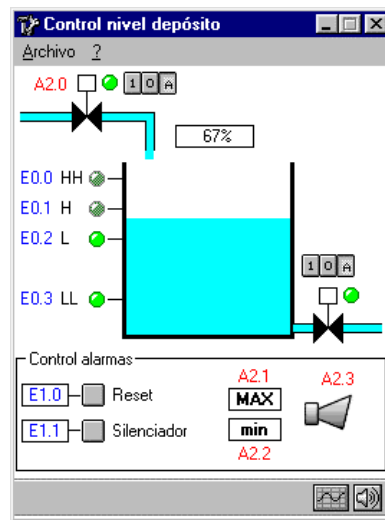 Control nivel depósito
Archivo ?
A2.0 1 0 A
67%
E0.0 HH
E0.1 H
E0.2 L
1 0 A
E0.3 LL
Control alarmas
A2.1 A2.3
E1.0 Reset MAX
E1.1 Silenciador min
A2.2